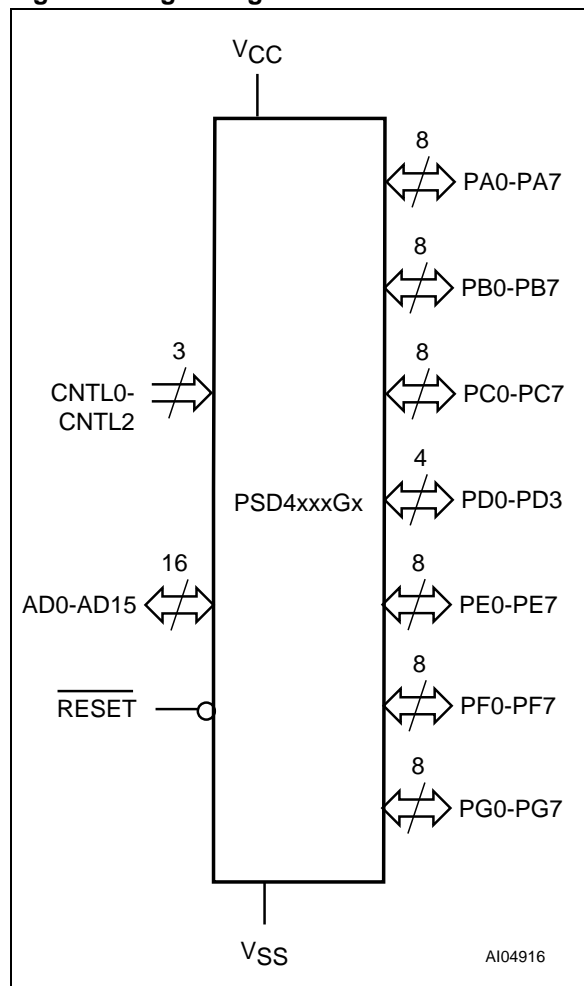 VCC
8
PA0-PA7
8
PB0-PB7
3
CNTL0-
CNTL2
8
PC0-PC7
4
PD0-PD3
PSD4xxxGx
16
AD0-AD15
8
PE0-PE7
RESET
8
PF0-PF7
8
PG0-PG7
VSS
AI04916